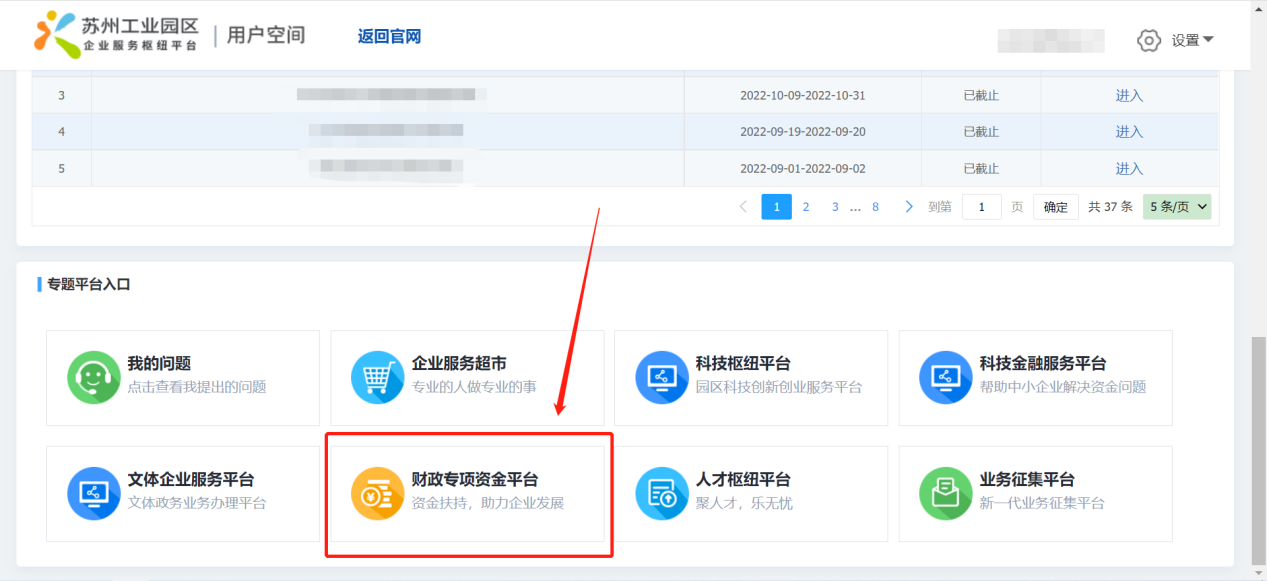 苏州工业园区
企业服务枢纽平台
用户空间 返回官网 设置
3 2022-10-09-2022-10-31 已截止 进入
4 2022-09-19-2022-09-20 已截止 进入
5 2022-09-01-2022-09-02 已截止 进入
1 2 3 ... 8 到第 1 页 确定 共 37 条 5 条/页
专题平台入口
我的问题
点击查看我提出的问题
企业服务超市
专业的人做专业的事
科技枢纽平台
园区科技创新创业服务平台
科技金融服务平台
帮助中小企业解决资金问题
文体企业服务平台
文体政务业务办理平台
财政专项资金平台
资金扶持，助力企业发展
人才枢纽平台
聚人才，乐无忧
业务征集平台
新一代业务征集平台